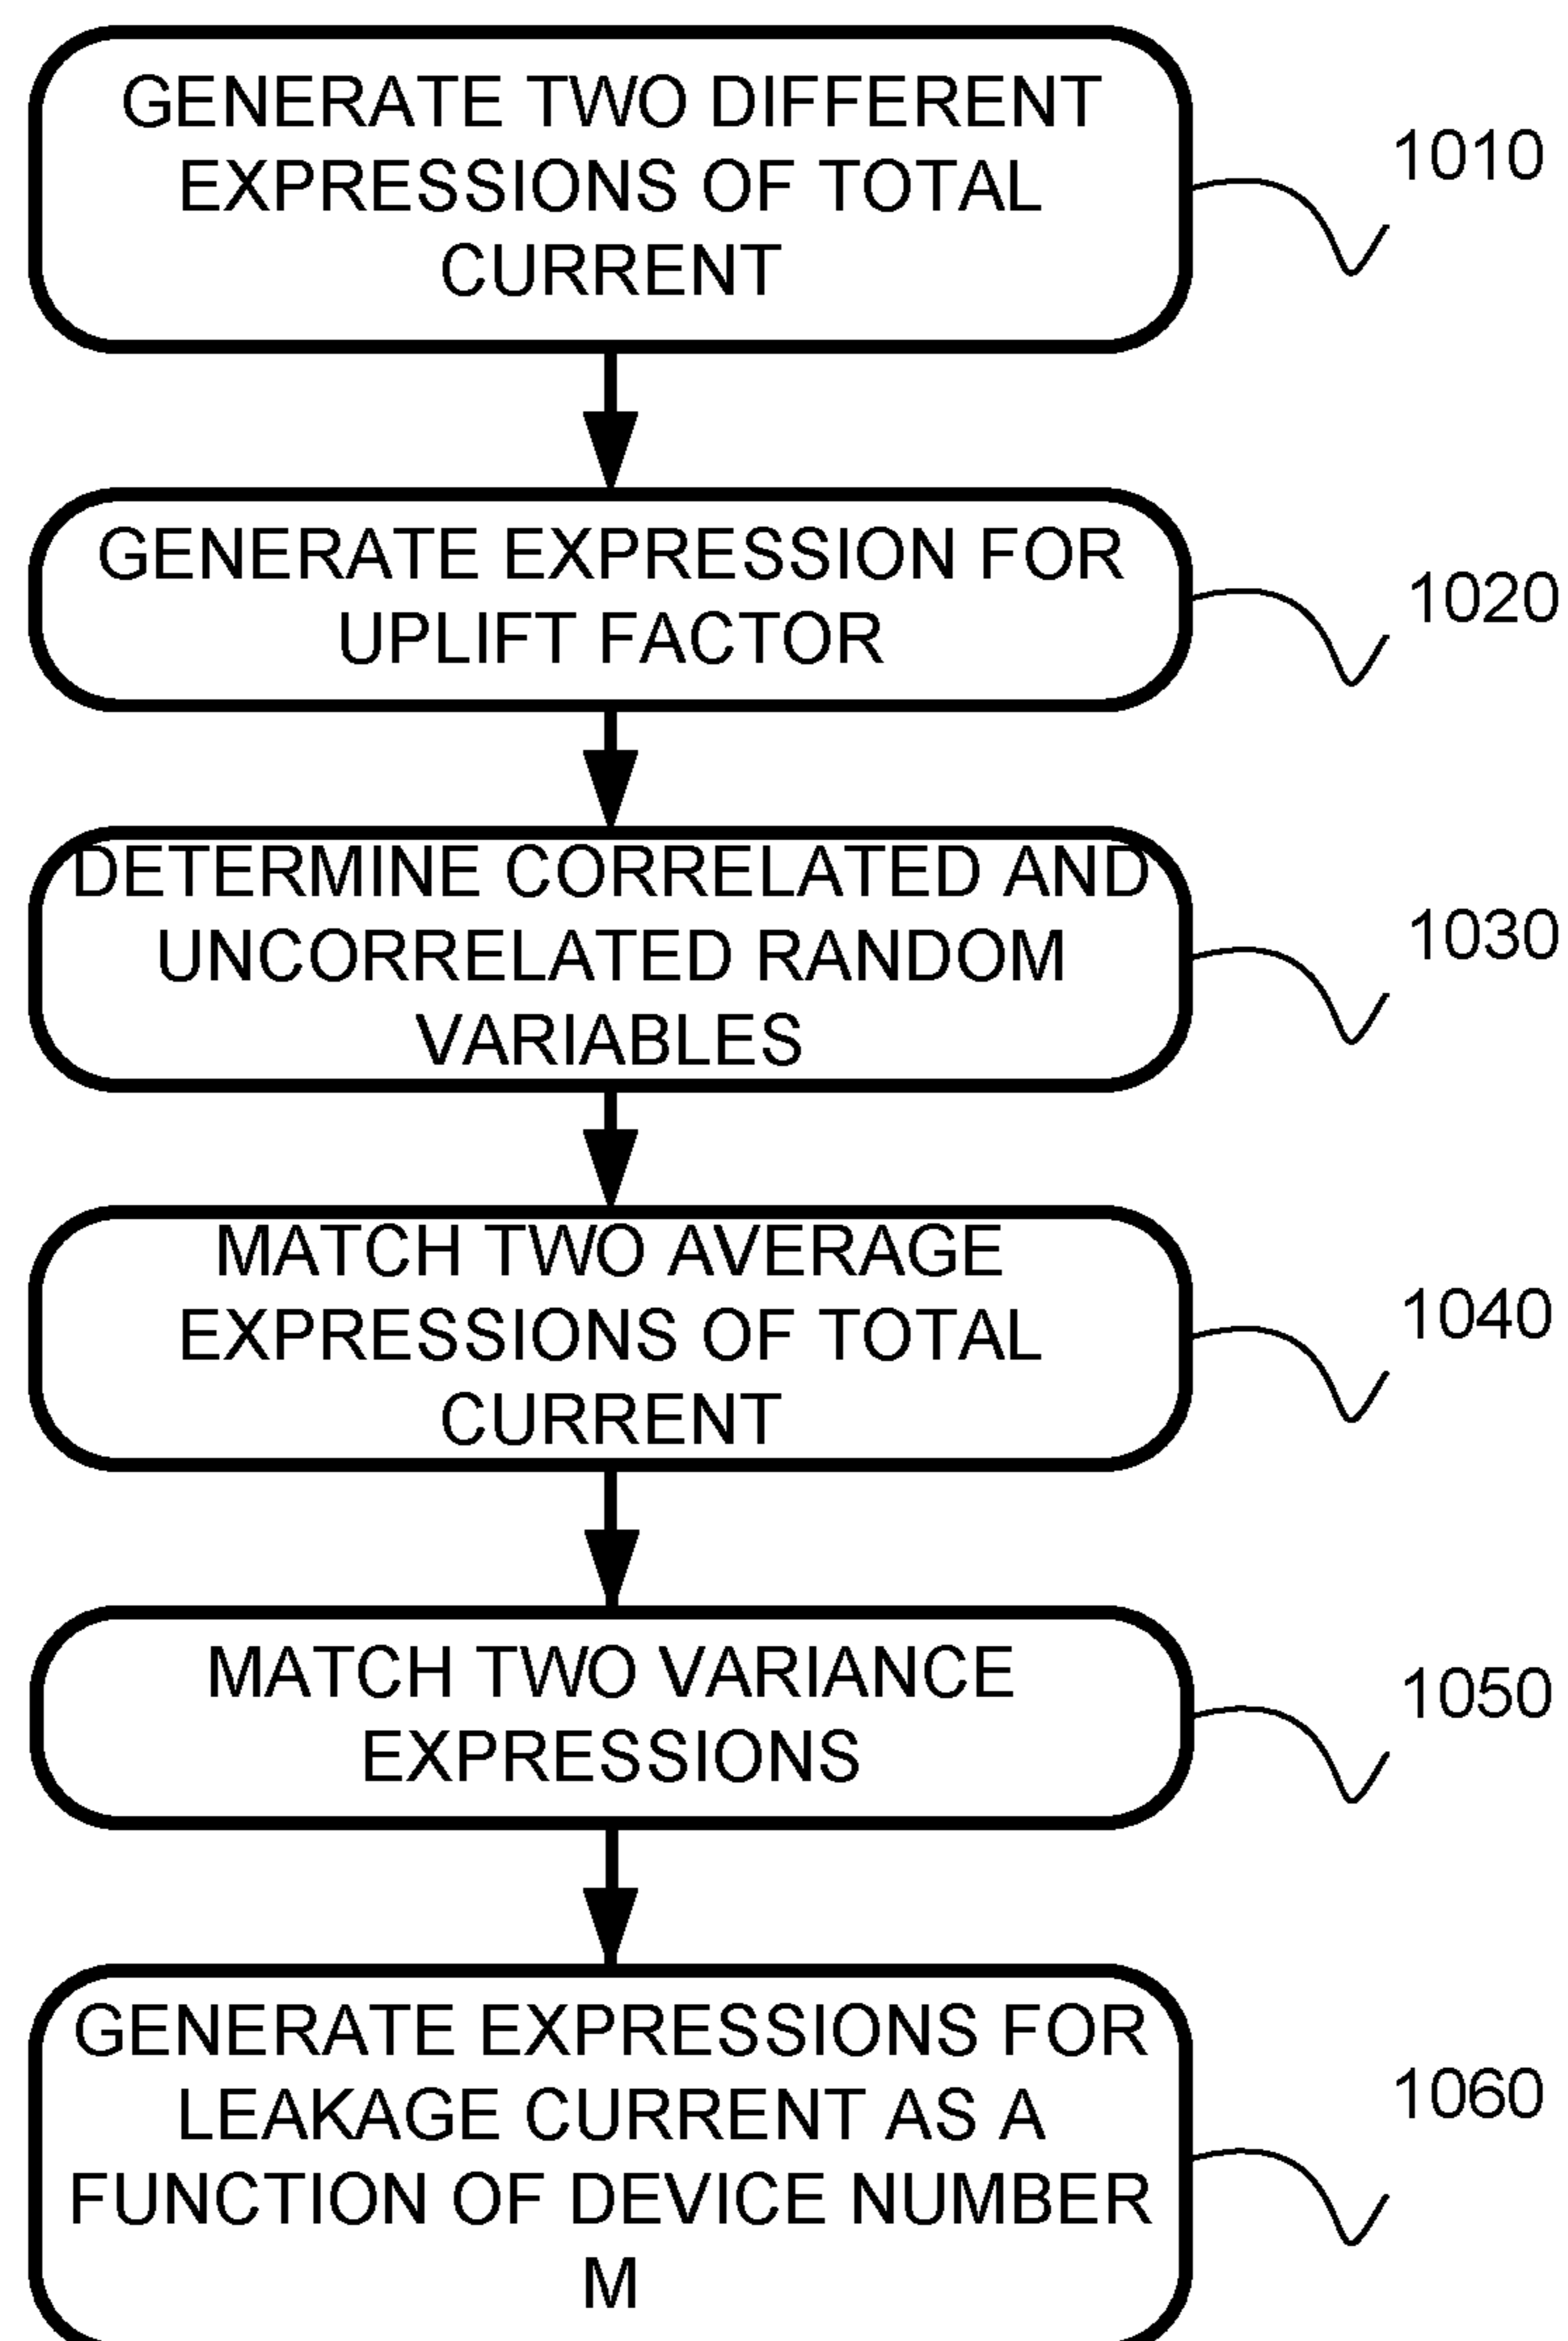 GENERATE TWO DIFFERENT
EXPRESSIONS OF TOTAL
CURRENT
1010
GENERATE EXPRESSION FOR
UPLIFT FACTOR
1020
DETERMINE CORRELATED AND
UNCORRELATED RANDOM
VARIABLES
1030
MATCH TWO AVERAGE
EXPRESSIONS OF TOTAL
CURRENT
1040
MATCH TWO VARIANCE
EXPRESSIONS
1050
GENERATE EXPRESSIONS FOR
LEAKAGE CURRENT AS A
FUNCTION OF DEVICE NUMBER
M
1060